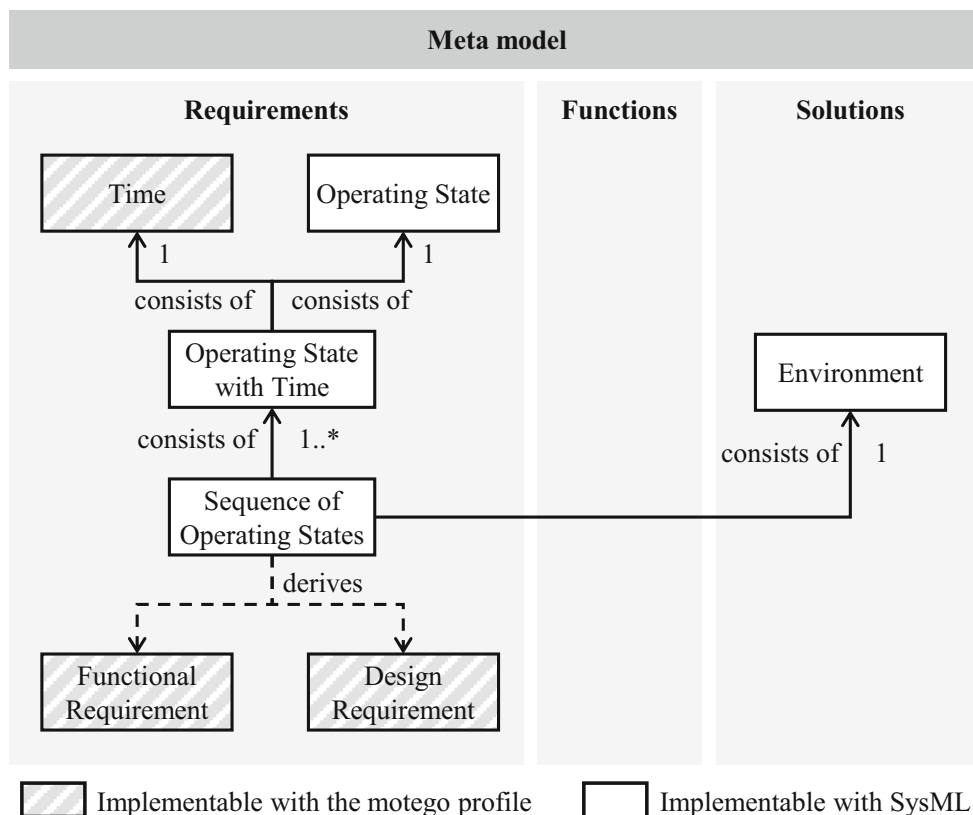 Meta model
Requirements
Functions
Solutions
Time
Operating State
1
1
consists of
consists of
Operating State
with Time
Environment
consists of
1..*
consists of
1
Sequence of
Operating States
derives
Functional
Requirement
Design
Requirement
Implementable with the motego profile
Implementable with SysML